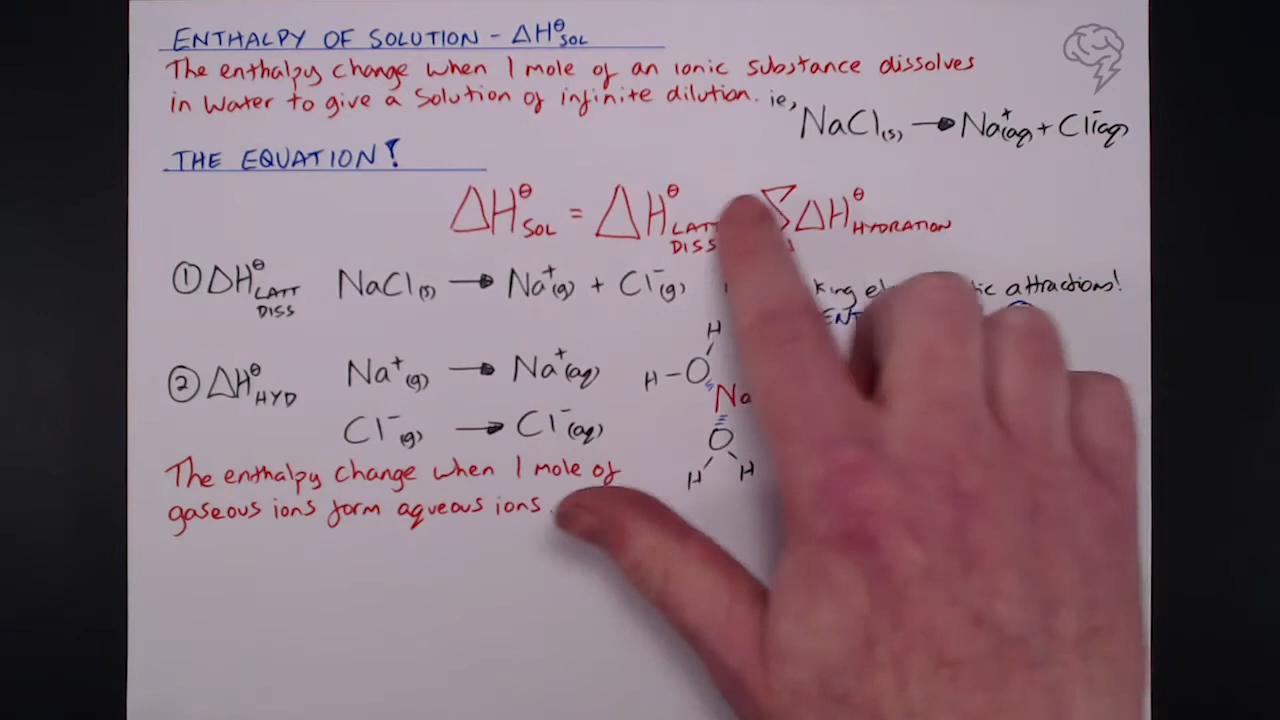 ENTHALPY OF SOLUTION - ΔH⦵SOL
The enthalpy change when 1 mole of an ionic substance dissolves
in water to give a solution of infinite dilution. ie,
NaCl(s) → Na+(aq) + Cl-(aq)
THE EQUATION!
ΔH⦵SOL = ΔH⦵LATT DISS ΣΔH⦵HYDRATION
① ΔH⦵LATT DISS NaCl(s) → Na+(g) + Cl-(g) attractions!
② ΔH⦵HYD Na+(g) → Na+(aq)
Cl-(g) → Cl-(aq)
H
H-O
Na
O
H H
The enthalpy change when 1 mole of
gaseous ions form aqueous ions.